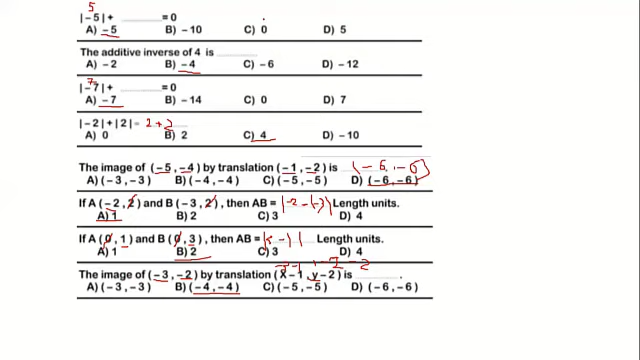 5
|−5| + ........ = 0
A) −5 B) −10 C) 0 D) 5
The additive inverse of 4 is ........
A) −2 B) −4 C) −6 D) −12
7
|−7| + ........ = 0
A) −7 B) −14 C) 0 D) 7
|−2| + |2| = 2 + 2
A) 0 B) 2 C) 4 D) −10
The image of (−5, −4) by translation (−1, −2) is (−6, −6)
A) (−3, −3) B) (−4, −4) C) (−5, −5) D) (−6, −6)
If A (−2, 2) and B (−3, 2), then AB = |−2 − (−3)| Length units.
A) 1 B) 2 C) 3 D) 4
If A (0, 1) and B (0, 3), then AB = Length units.
A) 1 B) 2 C) 3 D) 4
The image of (−3, −2) by translation (x − 1, y − 2) is ........
A) (−3, −3) B) (−4, −4) C) (−5, −5) D) (−6, −6)